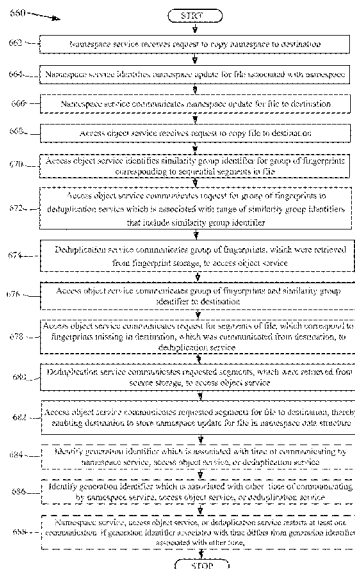 660
START
662
Namespace service receives request to copy namespace to destination
664
Namespace service identifies namespace update for file associated with namespace
666
Namespace service communicates namespace update for file to destination
668
Access object service receives request to copy file to destination
670
Access object service identifies similarity group identifier for group of fingerprints
corresponding to sequential segments in file
672
Access object service communicates request for group of fingerprints to
deduplication service which is associated with range of similarity group identifiers
that include similarity group identifier
674
Deduplication service communicates group of fingerprints, which were retrieved
from fingerprint storage, to access object service
676
Access object service communicates group of fingerprints and similarity group
identifier to destination
678
Access object service communicates request for segments of file, which correspond to
fingerprints missing in destination, which was communicated from destination, to
deduplication service
680
Deduplication service communicates requested segments, which were retrieved from
source storage, to access object service
682
Access object service communicates requested segments for file to destination, thereby
enabling destination to store namespace update for file in namespace data structure
684
Identify generation identifier which is associated with time of communicating by
namespace service, access object service, or deduplication service
686
Identify generation identifier which is associated with other time of communicating
by namespace service, access object service, or deduplication service
688
Namespace service, access object service, or deduplication service restarts at least one
communication if generation identifier associated with time differs from generation identifier
associated with other time,
STOP